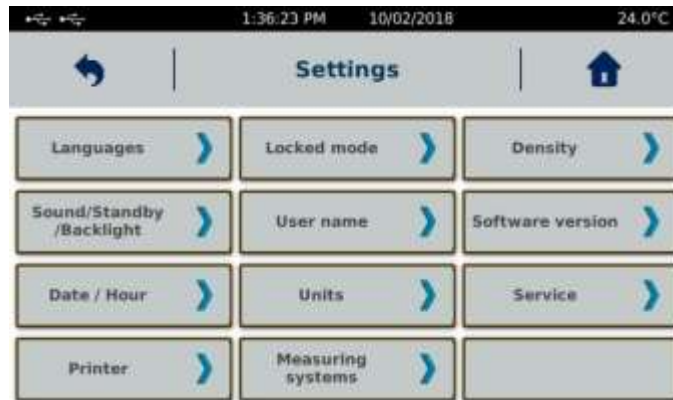 1:36:23 PM 10/02/2018 24.0°C
Settings
Languages
Locked mode
Density
Sound/Standby
/Backlight
User name
Software version
Date / Hour
Units
Service
Printer
Measuring
systems